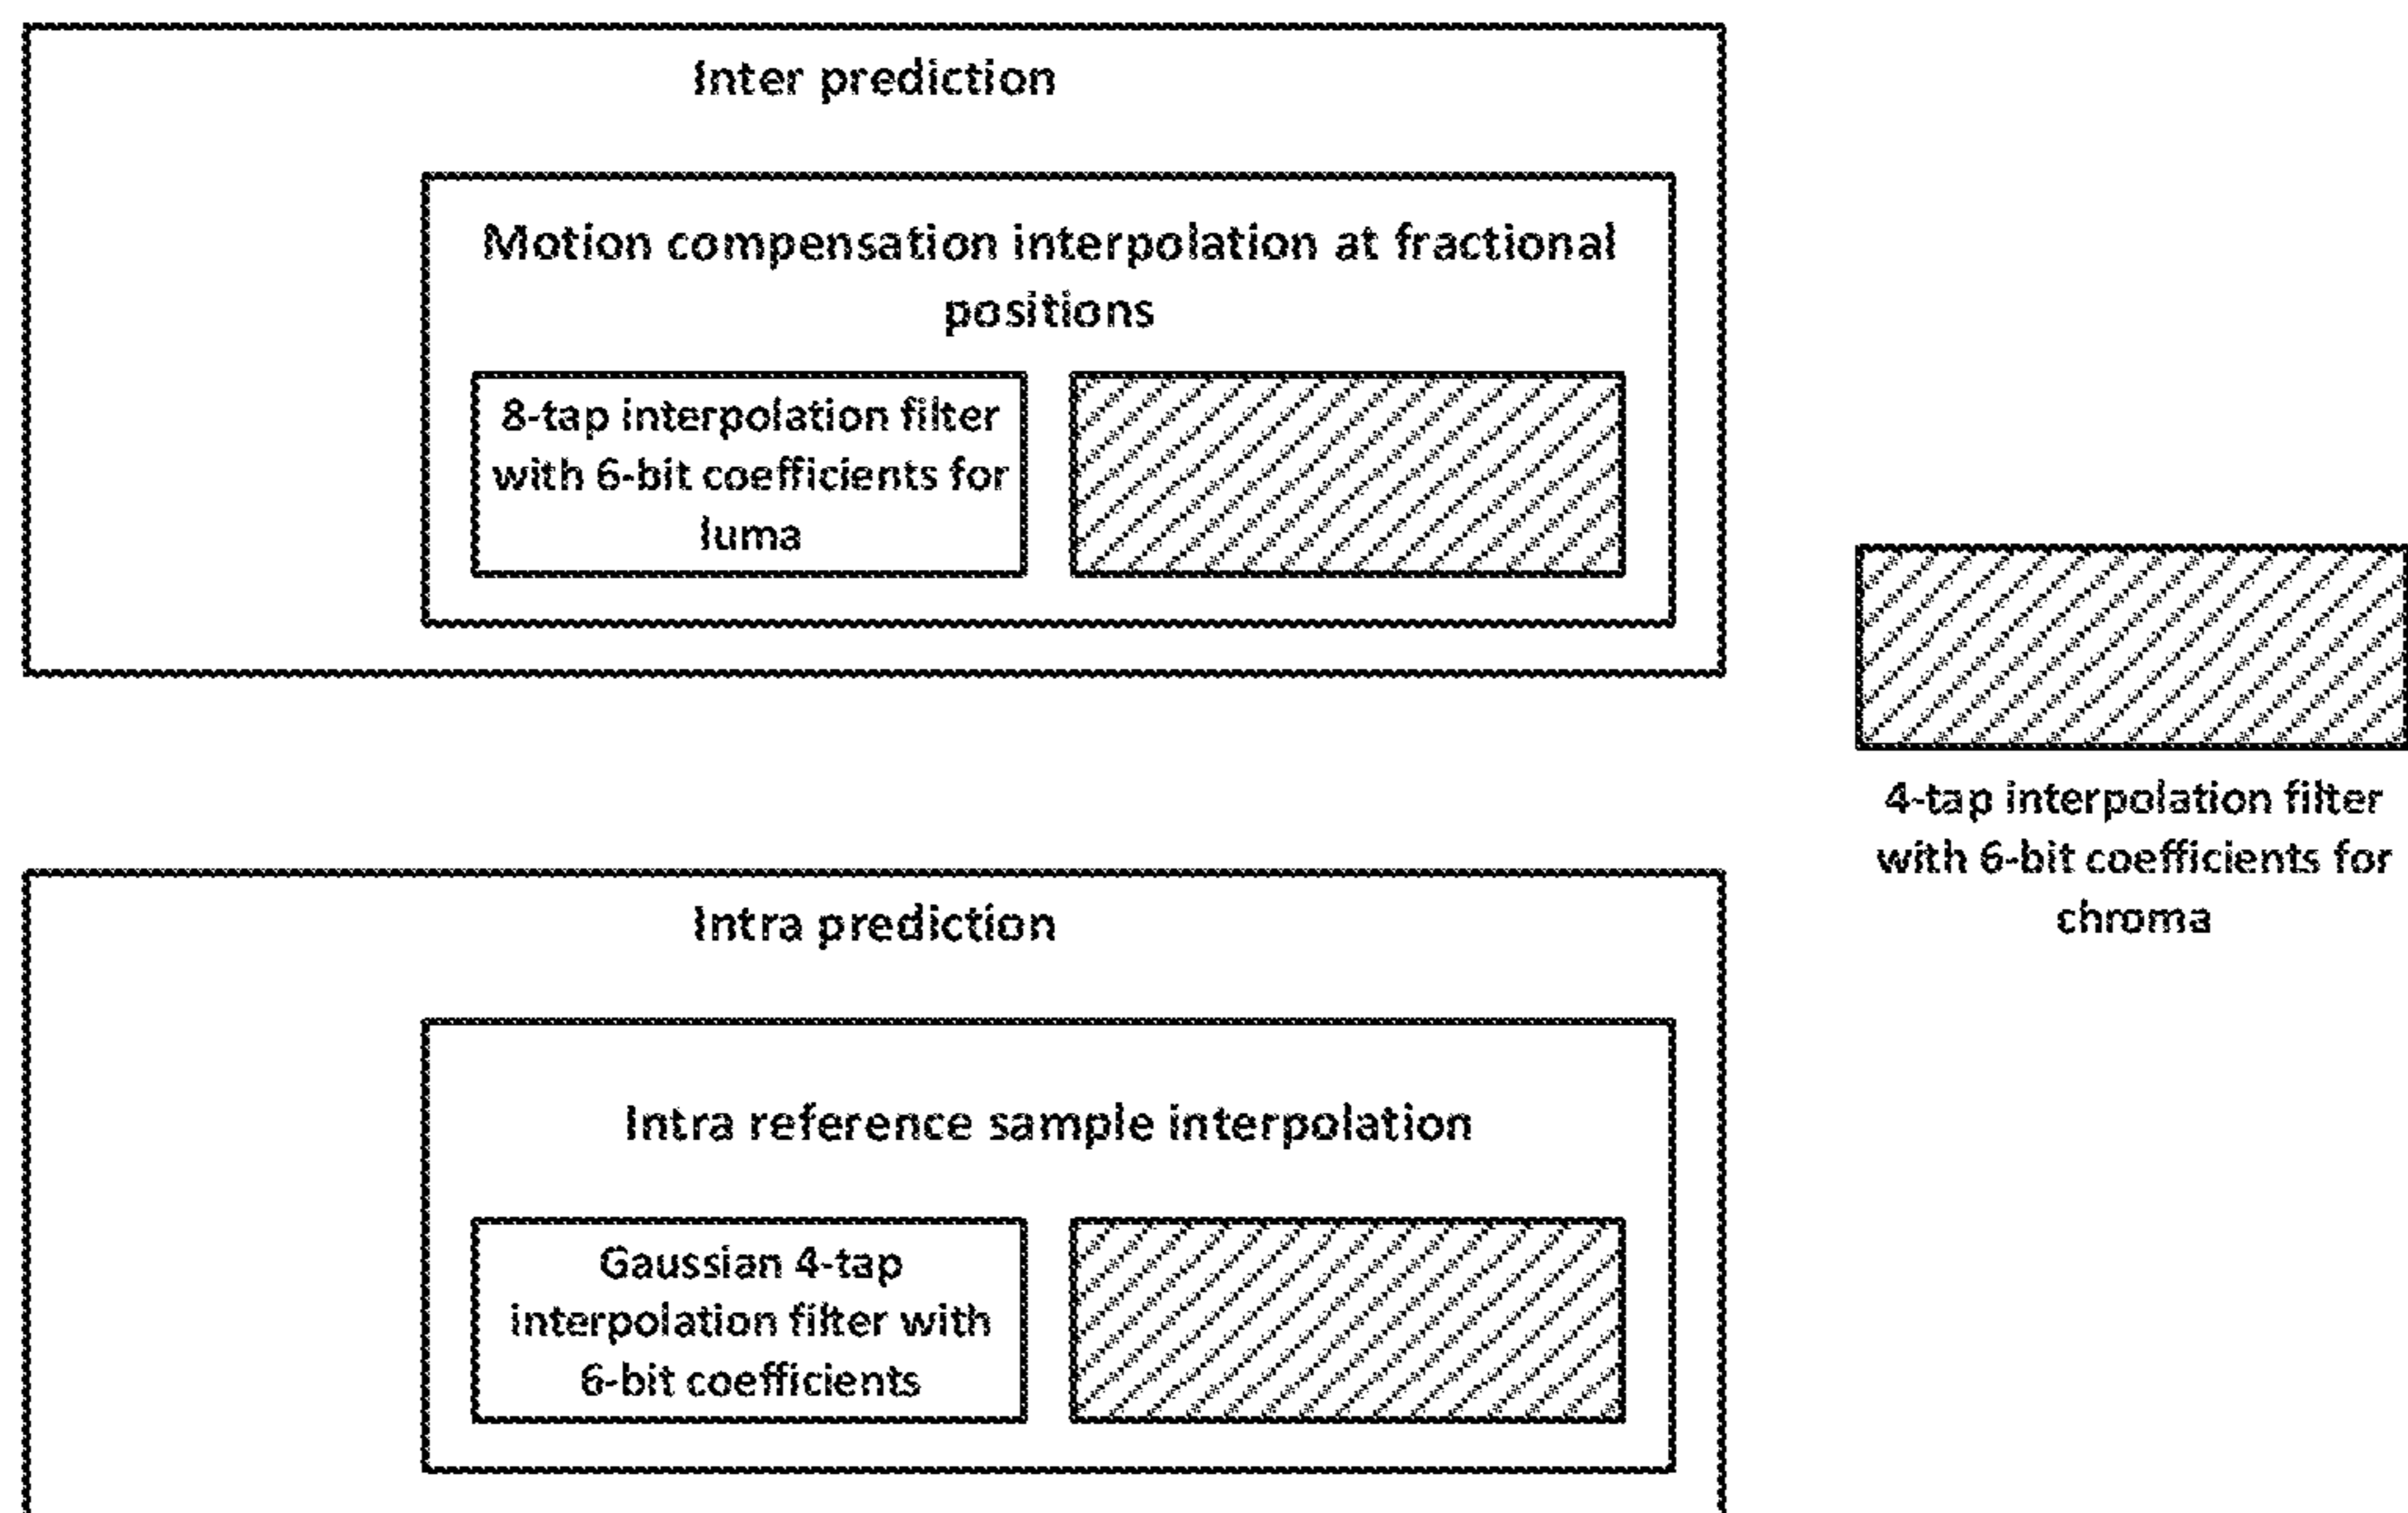 Inter prediction
Motion compensation interpolation at fractional
positions
8-tap interpolation filter
with 6-bit coefficients for
luma
4-tap interpolation filter
with 6-bit coefficients for
chroma
Intra prediction
Intra reference sample interpolation
Gaussian 4-tap
interpolation filter with
6-bit coefficients